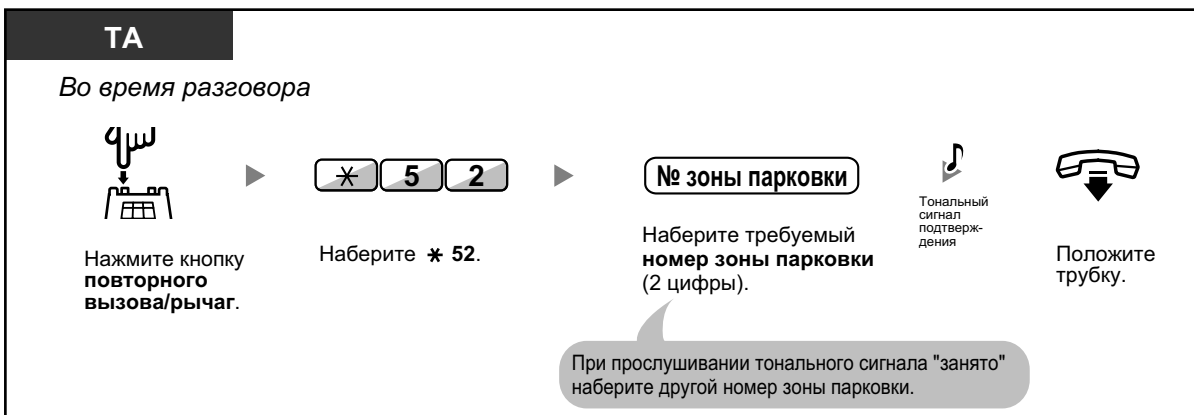 ТА
Во время разговора
5 2
№ зоны парковки
Тональный
сигнал
подтверж-
дения
Нажмите кнопку
повторного
вызова/рычаг.
Наберите * 52.
Наберите требуемый
номер зоны парковки
(2 цифры).
Положите
трубку.
При прослушивании тонального сигнала "занято"
наберите другой номер зоны парковки.